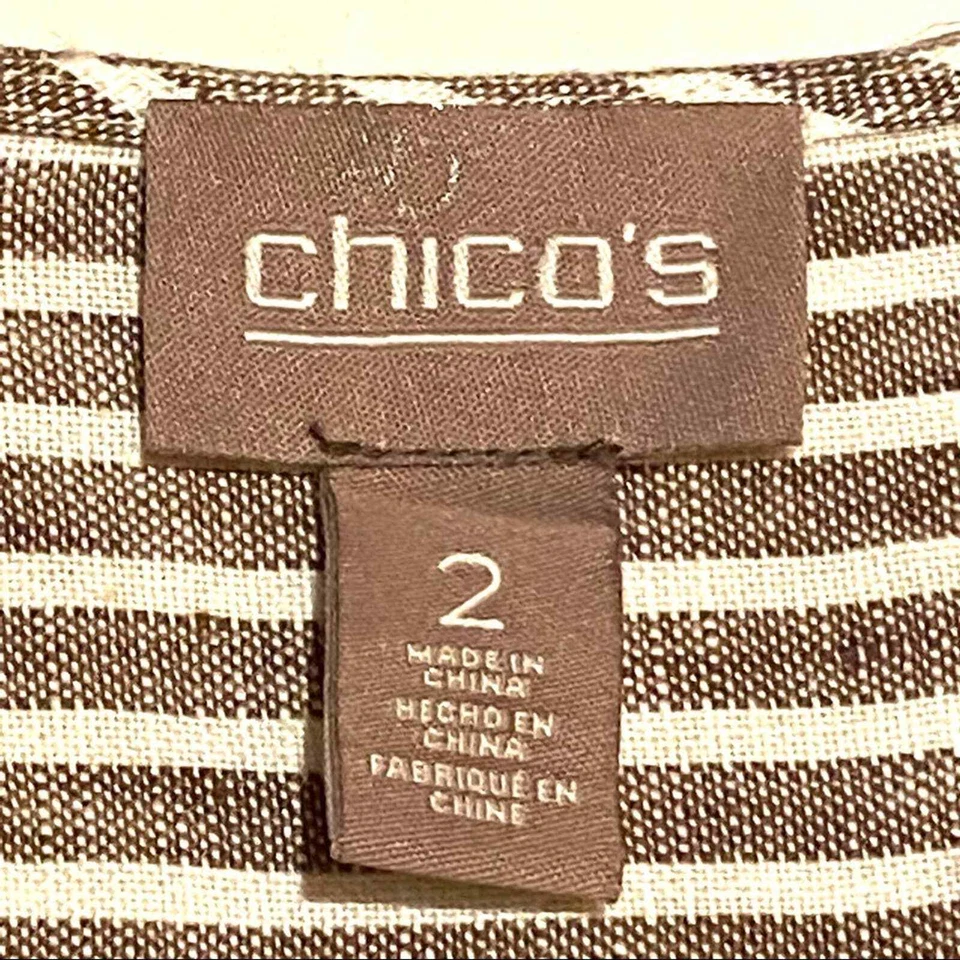 chico's
2
MADE IN
CHINA
HECHO EN
CHINA
FABRIQUÉ EN
CHINE